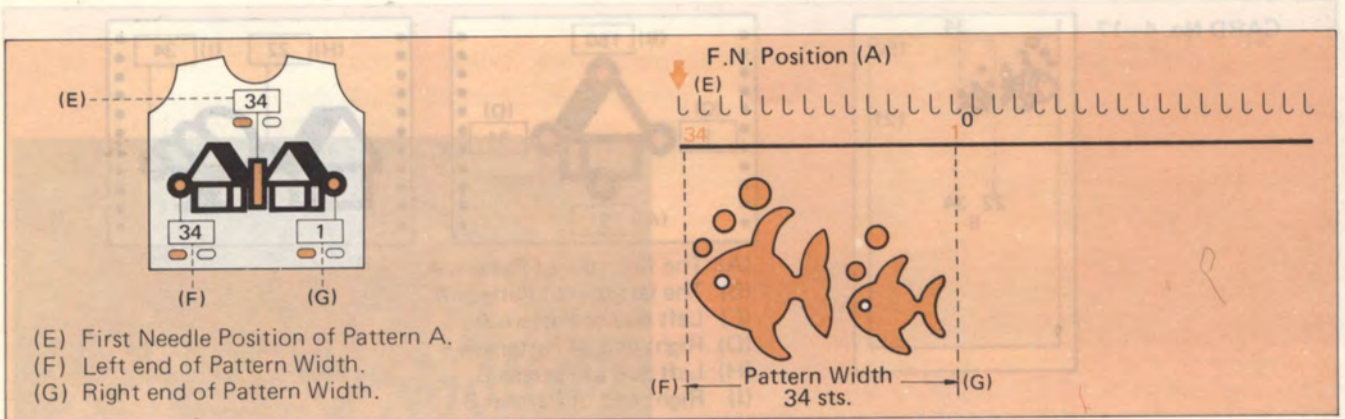 (E)
34
34
1
(F)
(G)
(E) First Needle Position of Pattern A.
(F) Left end of Pattern Width.
(G) Right end of Pattern Width.
F.N. Position (A)
(E)
0
34
1
(F)
Pattern Width
(G)
34 sts.